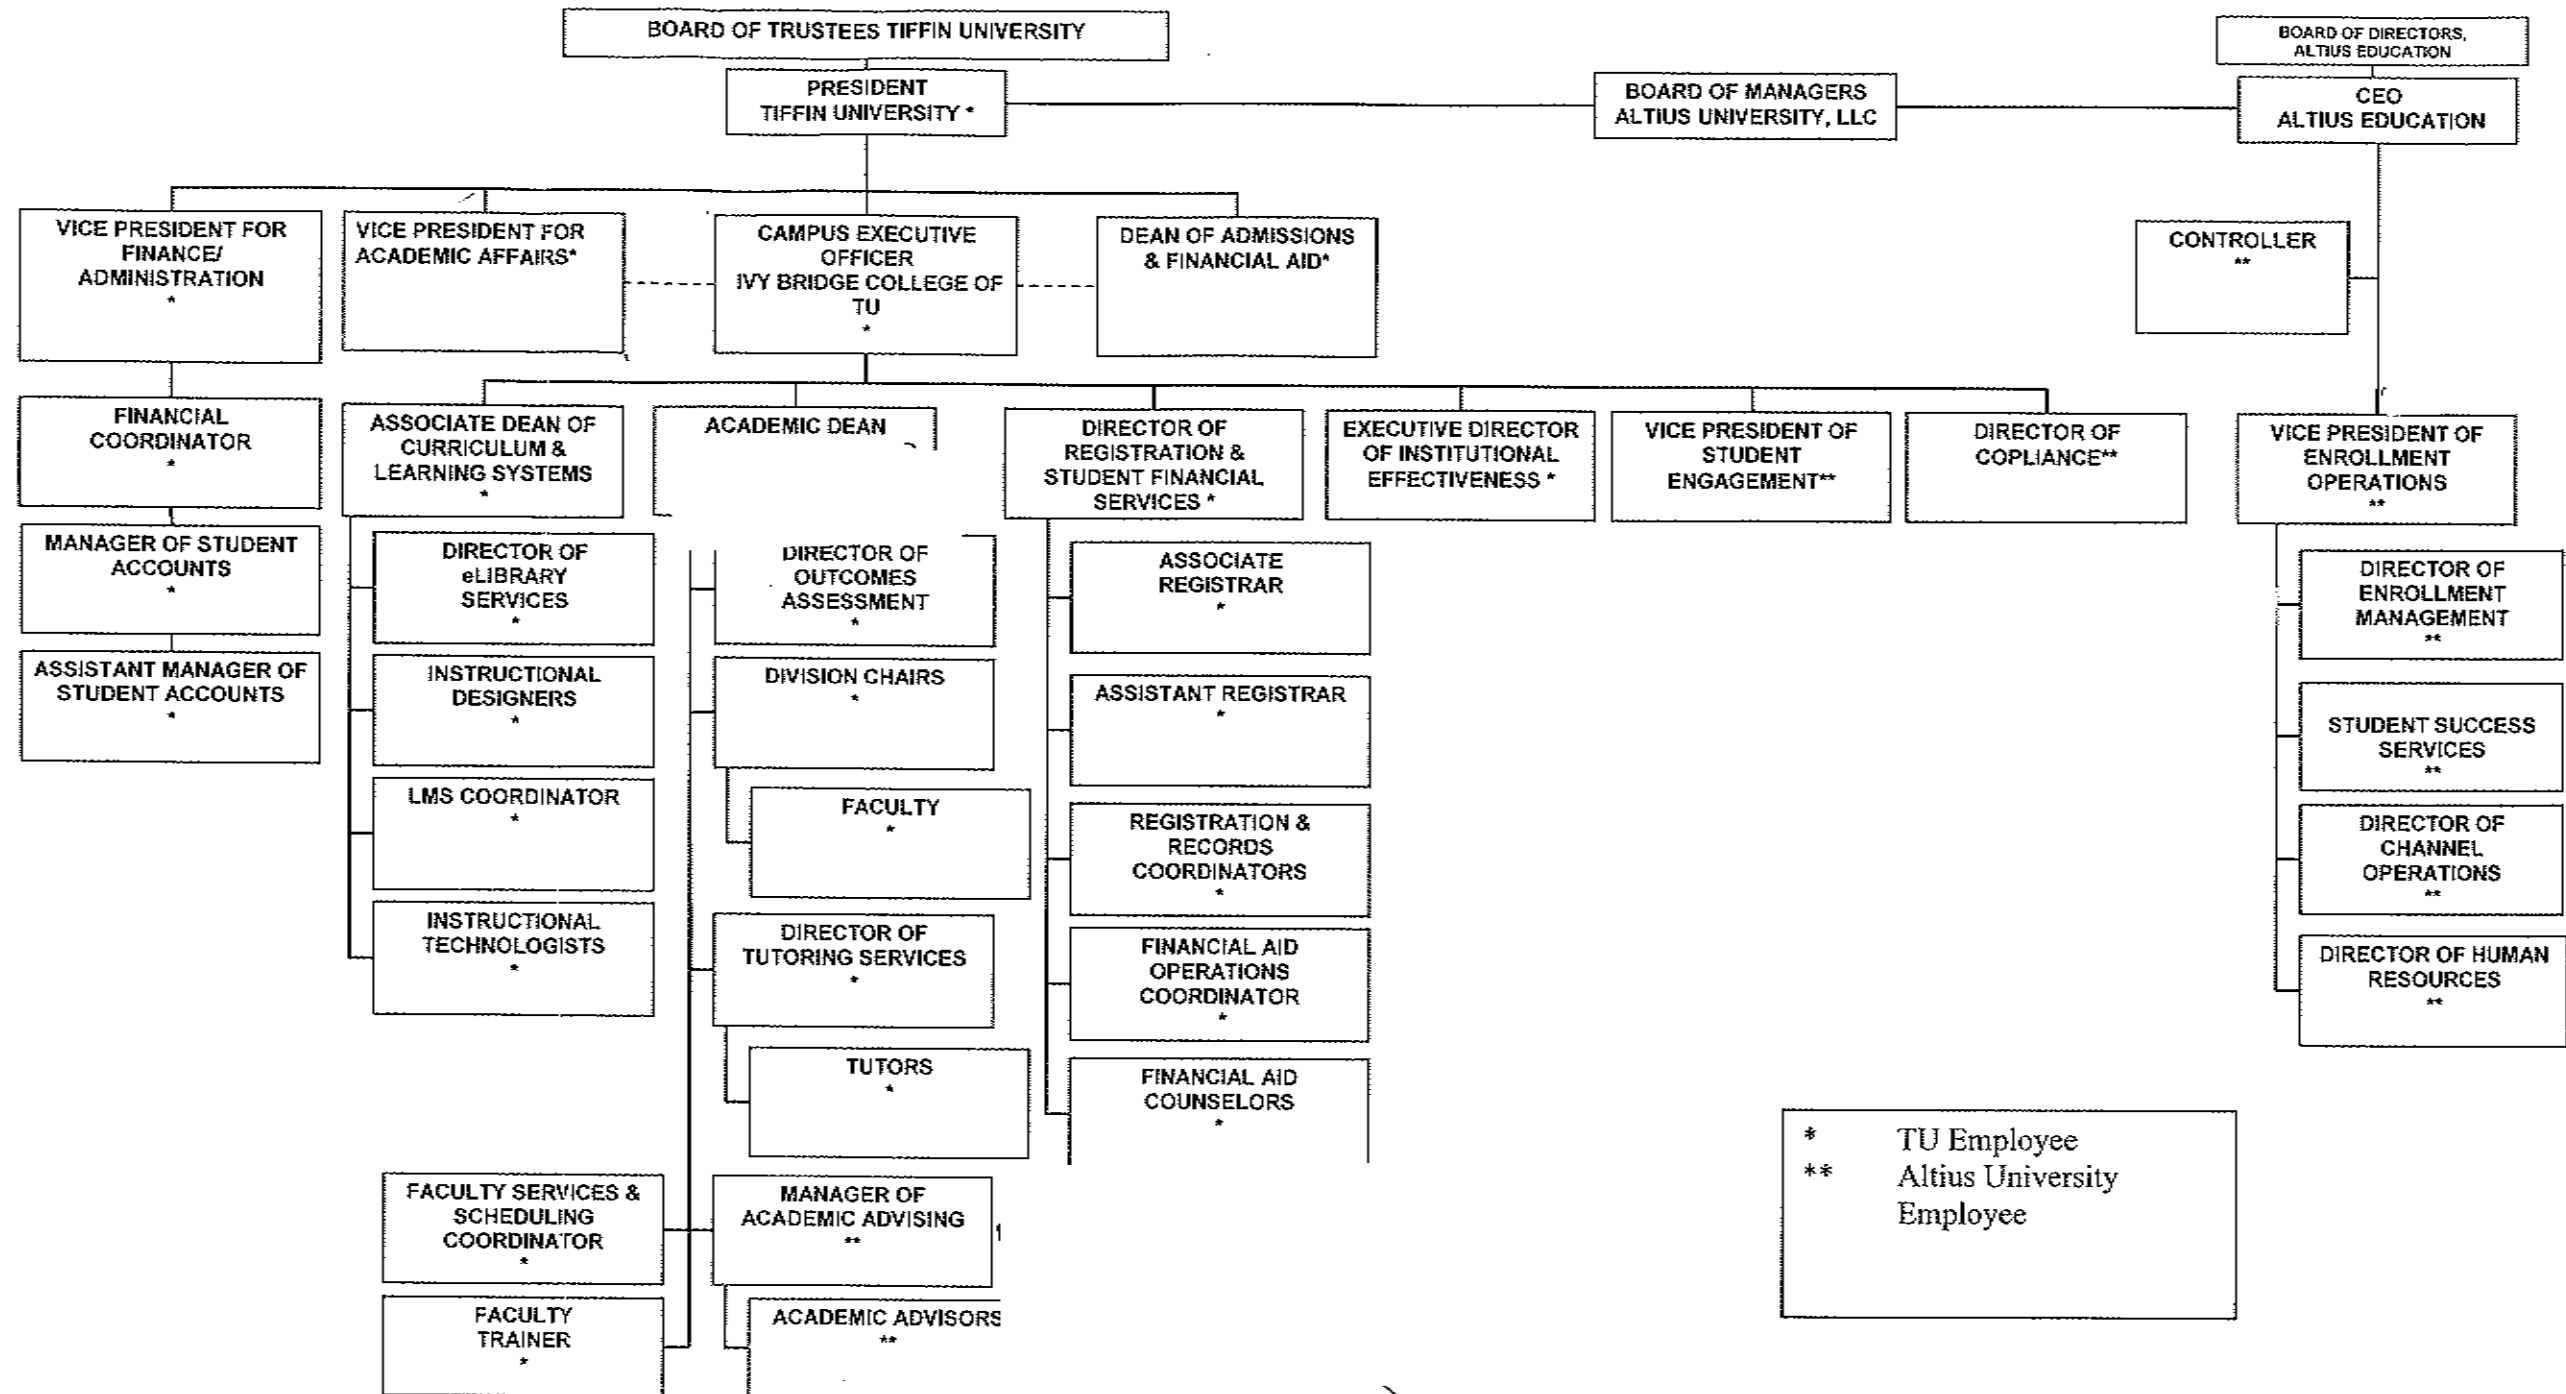 BOARD OF TRUSTEES TIFFIN UNIVERSITY
BOARD OF DIRECTORS,
ALTIUS EDUCATION
PRESIDENT
TIFFIN UNIVERSITY *
BOARD OF MANAGERS
ALTIUS UNIVERSITY, LLC
CEO
ALTIUS EDUCATION
VICE PRESIDENT FOR
FINANCE/
ADMINISTRATION
*
VICE PRESIDENT FOR
ACADEMIC AFFAIRS*
CAMPUS EXECUTIVE
OFFICER
IVY BRIDGE COLLEGE OF
TU
*
DEAN OF ADMISSIONS
& FINANCIAL AID*
CONTROLLER
**
FINANCIAL
COORDINATOR
*
ASSOCIATE DEAN OF
CURRICULUM &
LEARNING SYSTEMS
*
ACADEMIC DEAN
DIRECTOR OF
REGISTRATION &
STUDENT FINANCIAL
SERVICES *
EXECUTIVE DIRECTOR
OF INSTITUTIONAL
EFFECTIVENESS *
VICE PRESIDENT OF
STUDENT
ENGAGEMENT**
DIRECTOR OF
COPLIANCE**
VICE PRESIDENT OF
ENROLLMENT
OPERATIONS
**
MANAGER OF STUDENT
ACCOUNTS
*
ASSISTANT MANAGER OF
STUDENT ACCOUNTS
*
DIRECTOR OF
eLIBRARY
SERVICES
*
INSTRUCTIONAL
DESIGNERS
*
LMS COORDINATOR
*
INSTRUCTIONAL
TECHNOLOGISTS
*
DIRECTOR OF
OUTCOMES
ASSESSMENT
*
DIVISION CHAIRS
*
FACULTY
*
DIRECTOR OF
TUTORING SERVICES
*
TUTORS
*
FACULTY SERVICES &
SCHEDULING
COORDINATOR
*
MANAGER OF
ACADEMIC ADVISING
**
FACULTY
TRAINER
*
ACADEMIC ADVISORS
**
ASSOCIATE
REGISTRAR
*
ASSISTANT REGISTRAR
*
REGISTRATION &
RECORDS
COORDINATORS
*
FINANCIAL AID
OPERATIONS
COORDINATOR
*
FINANCIAL AID
COUNSELORS
*
DIRECTOR OF
ENROLLMENT
MANAGEMENT
**
STUDENT SUCCESS
SERVICES
**
DIRECTOR OF
CHANNEL
OPERATIONS
**
DIRECTOR OF HUMAN
RESOURCES
**
* TU Employee
** Altius University
Employee